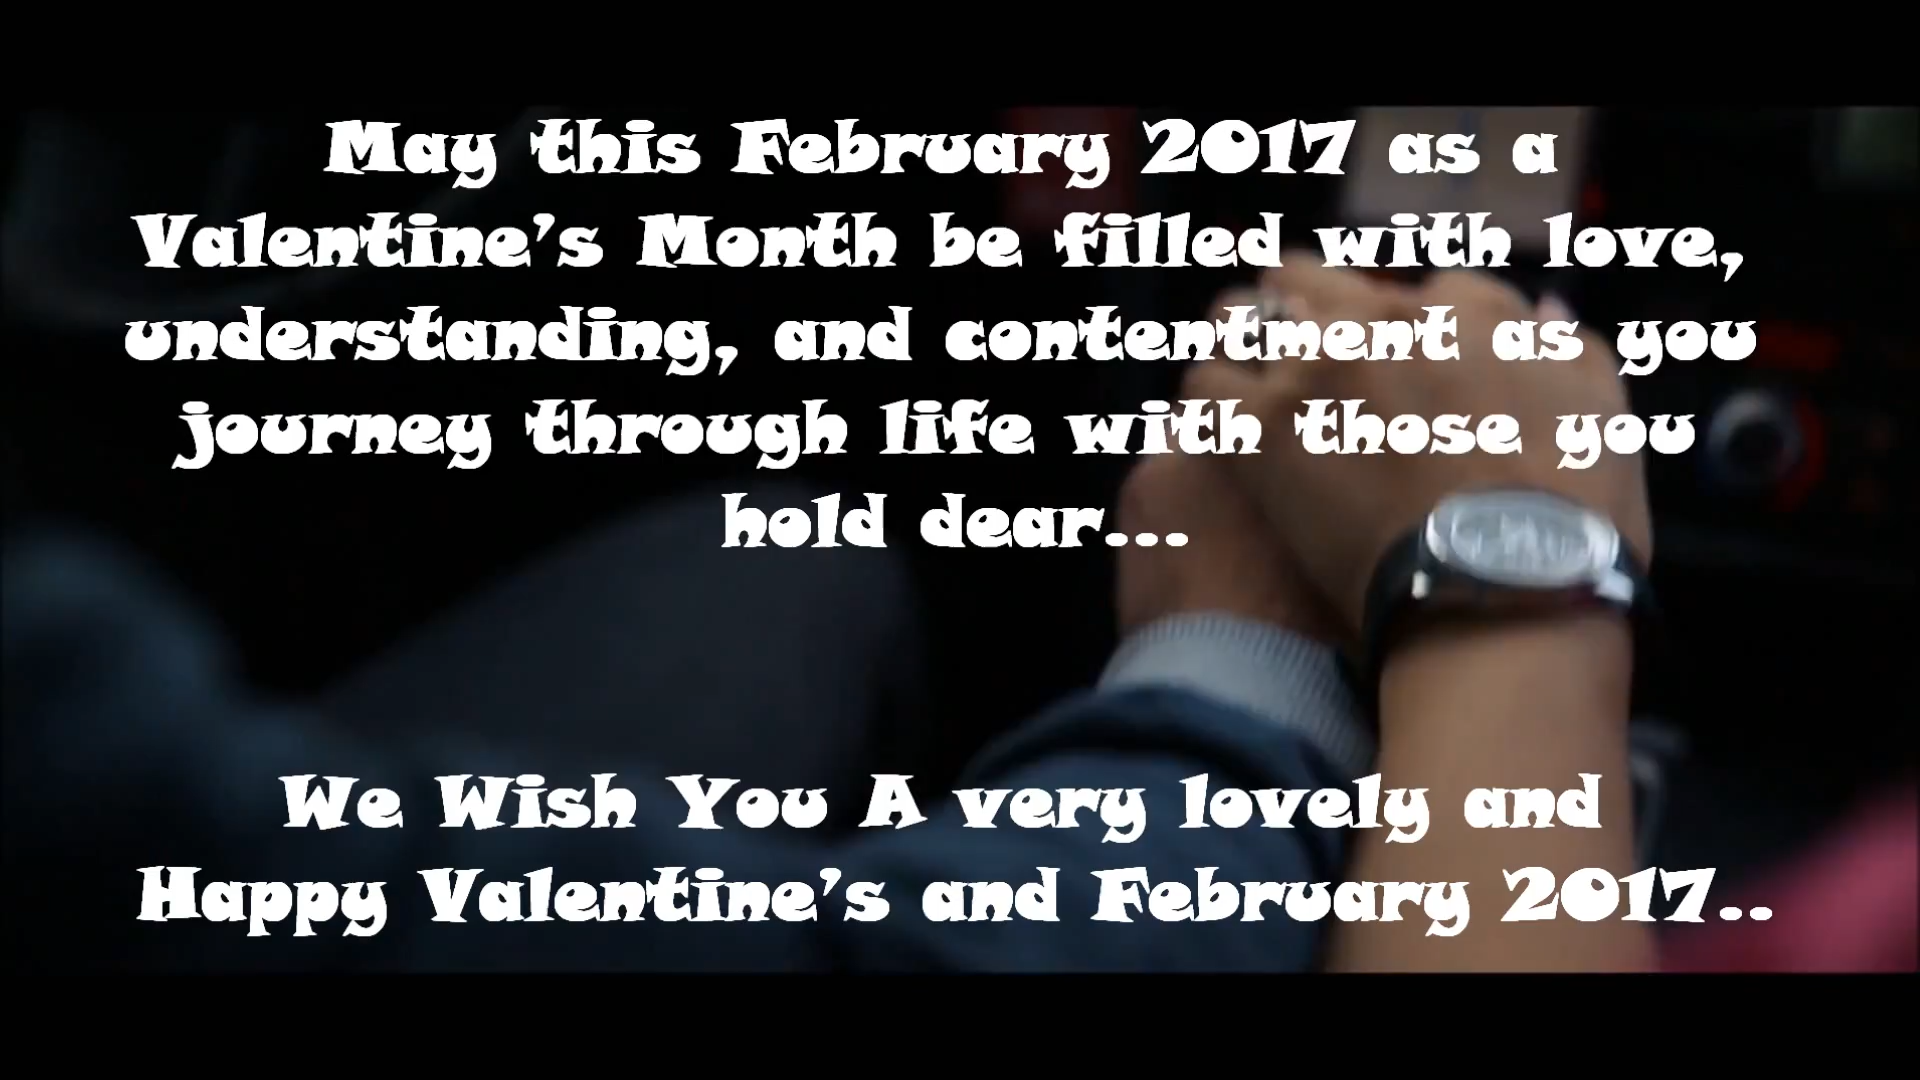 May this February 2017 as a
Valentine's Month be filled with love,
understanding, and contentment as you
journey through life with those you
hold dear...
We Wish You A very lovely and
Happy Valentine's and February 2017..